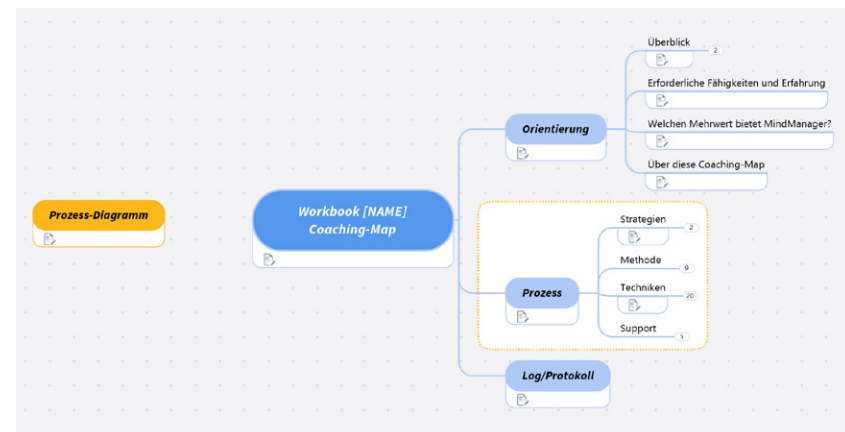 Prozess-Diagramm
Workbook [NAME]
Coaching-Map
Orientierung
Überblick
2
Erforderliche Fähigkeiten und Erfahrung
Welchen Mehrwert bietet MindManager?
Über diese Coaching-Map
Prozess
Strategien
2
Methode
9
Techniken
20
Support
5
Log/Protokoll